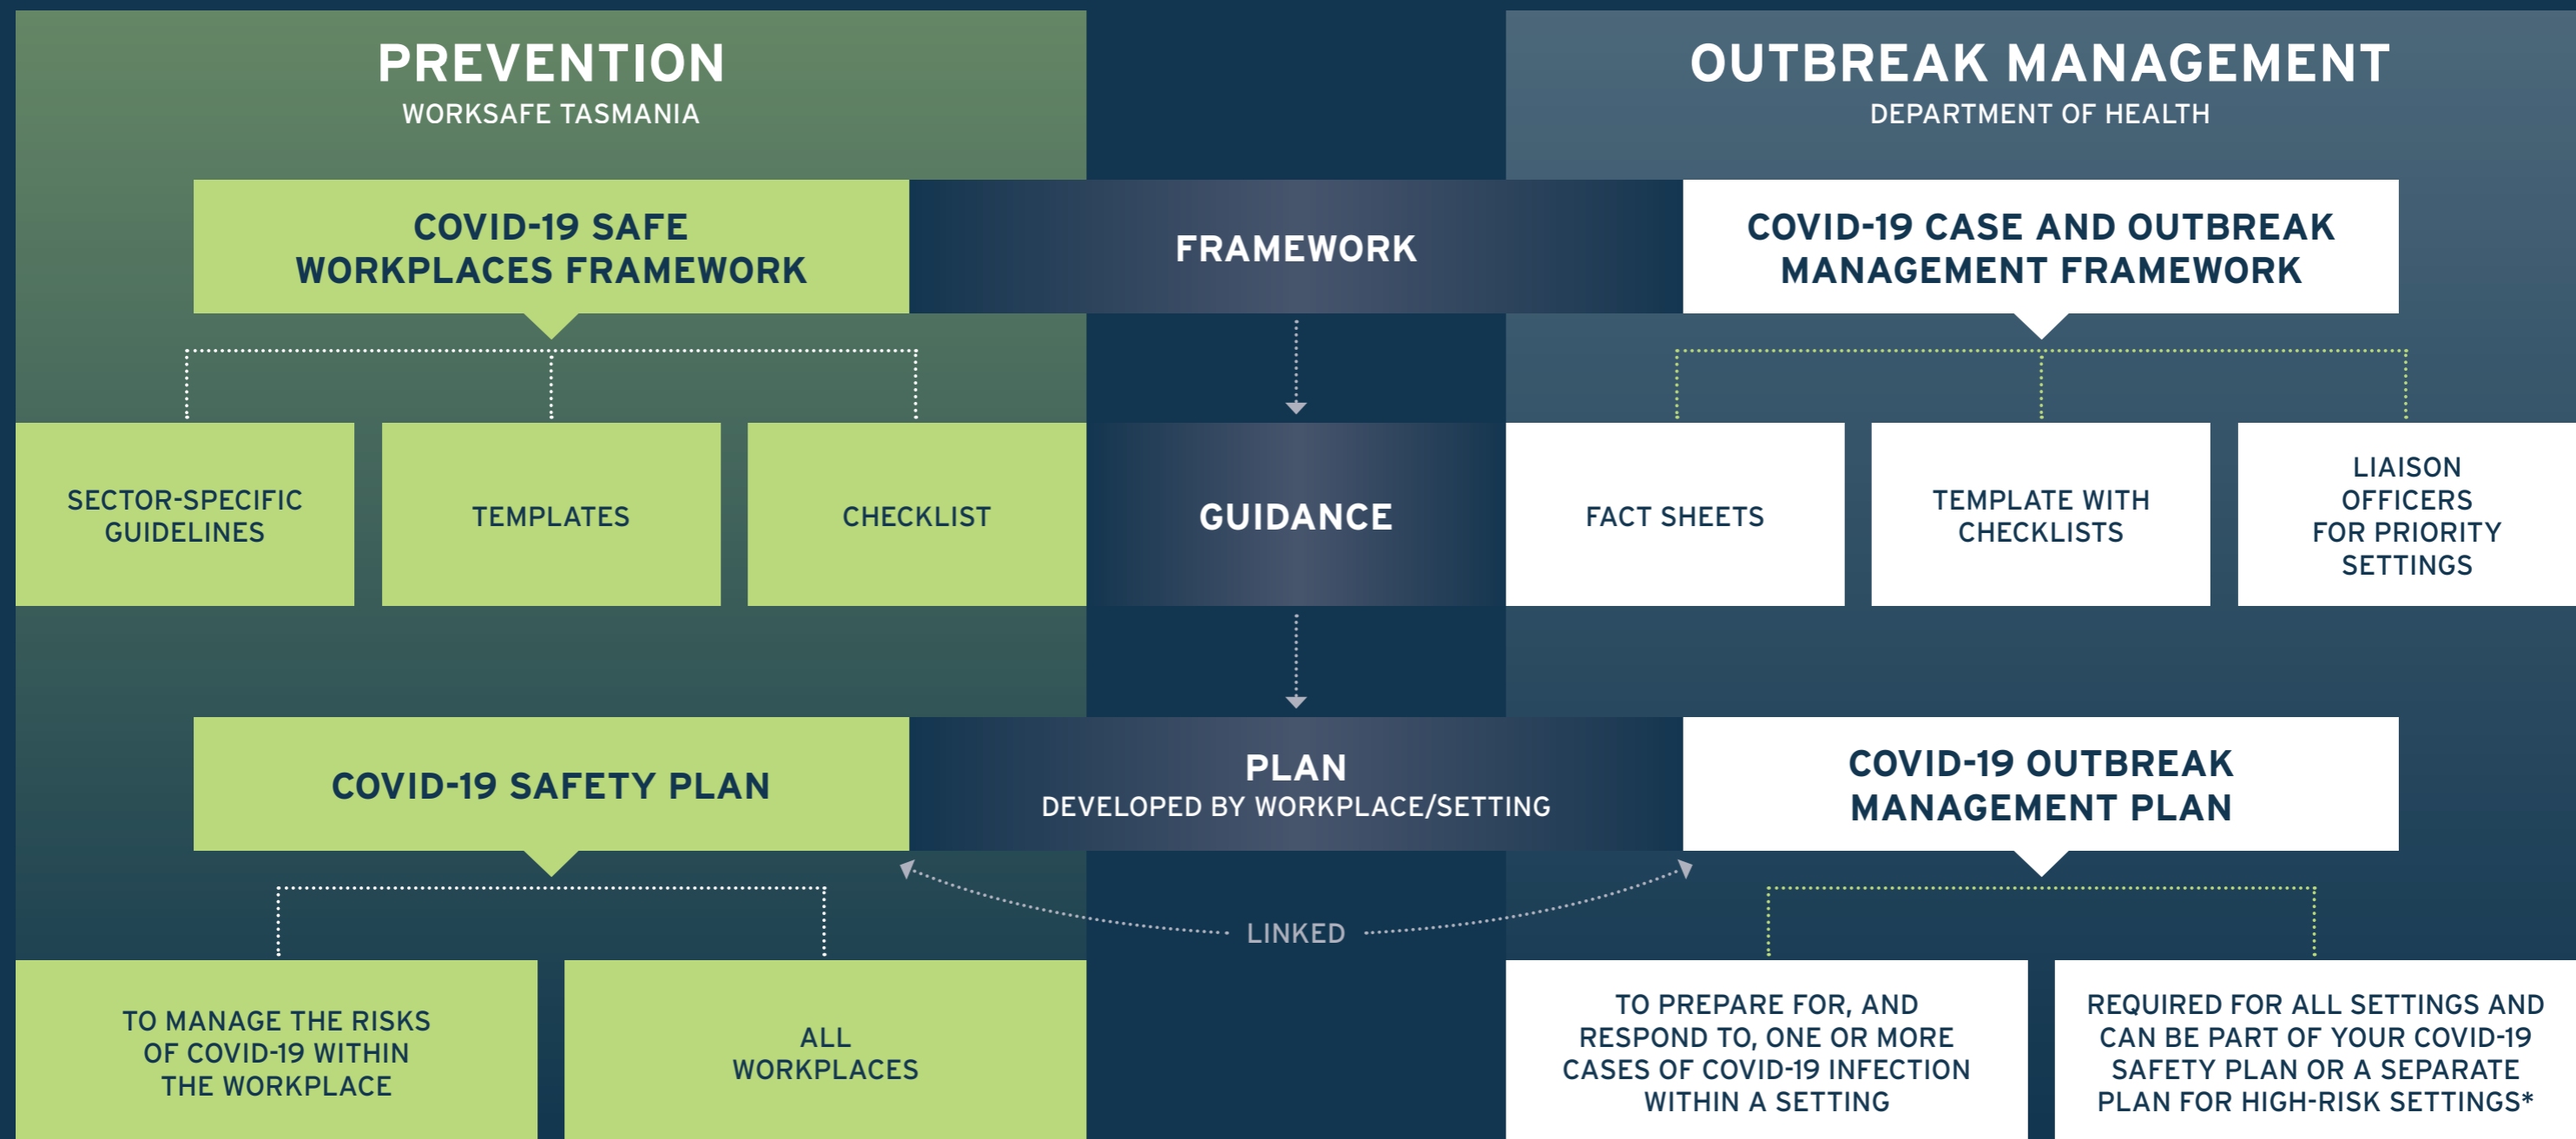 PREVENTION
WORKSAFE TASMANIA
OUTBREAK MANAGEMENT
DEPARTMENT OF HEALTH
COVID-19 SAFE
WORKPLACES FRAMEWORK
FRAMEWORK
COVID-19 CASE AND OUTBREAK
MANAGEMENT FRAMEWORK
SECTOR-SPECIFIC
GUIDELINES
TEMPLATES
CHECKLIST
GUIDANCE
FACT SHEETS
TEMPLATE WITH
CHECKLISTS
LIAISON
OFFICERS
FOR PRIORITY
SETTINGS
COVID-19 SAFETY PLAN
PLAN
DEVELOPED BY WORKPLACE/SETTING
COVID-19 OUTBREAK
MANAGEMENT PLAN
LINKED
TO MANAGE THE RISKS
OF COVID-19 WITHIN
THE WORKPLACE
ALL
WORKPLACES
TO PREPARE FOR, AND
RESPOND TO, ONE OR MORE
CASES OF COVID-19 INFECTION
WITHIN A SETTING
REQUIRED FOR ALL SETTINGS AND
CAN BE PART OF YOUR COVID-19
SAFETY PLAN OR A SEPARATE
PLAN FOR HIGH-RISK SETTINGS*